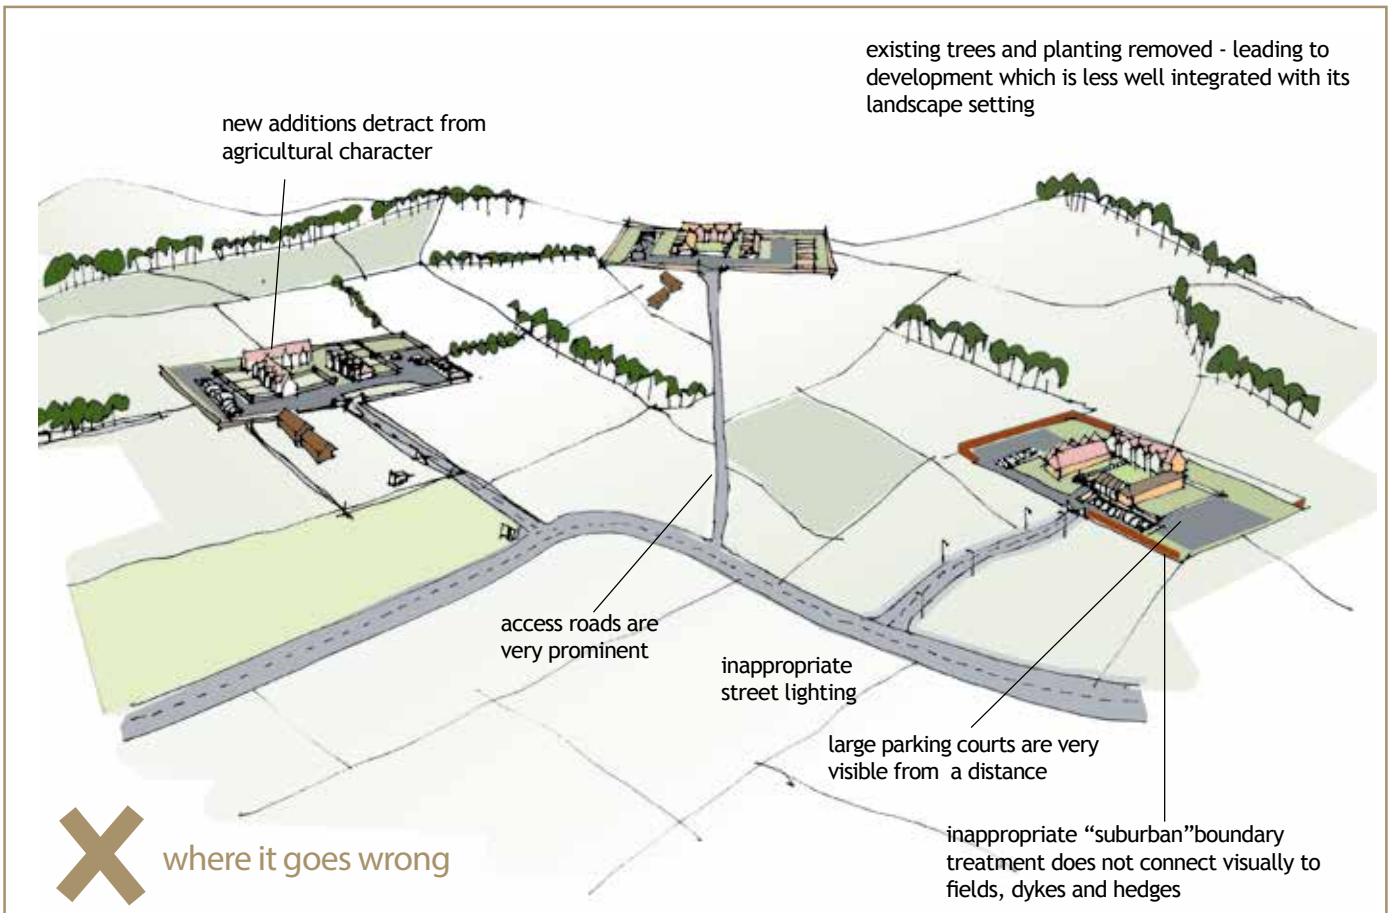 existing trees and planting removed - leading to
development which is less well integrated with its
landscape setting
new additions detract from
agricultural character
access roads are
very prominent
inappropriate
street lighting
large parking courts are very
visible from  a distance
inappropriate “suburban”boundary
treatment does not connect visually to
fields, dykes and hedges
where it goes wrong